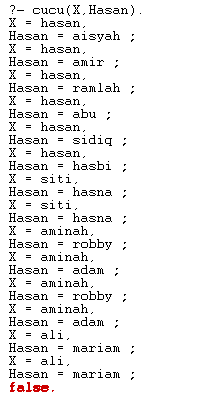 ?- cucu(X,Hasan).
X = hasan,
Hasan = aisyah ;
X = hasan,
Hasan = amir ;
X = hasan,
Hasan = ramlah ;
X = hasan,
Hasan = abu ;
X = hasan,
Hasan = sidiq ;
X = hasan,
Hasan = hasbi ;
X = siti,
Hasan = hasna ;
X = siti,
Hasan = hasna ;
X = aminah,
Hasan = robby ;
X = aminah,
Hasan = adam ;
X = aminah,
Hasan = robby ;
X = aminah,
Hasan = adam ;
X = ali,
Hasan = mariam ;
X = ali,
Hasan = mariam ;
false.